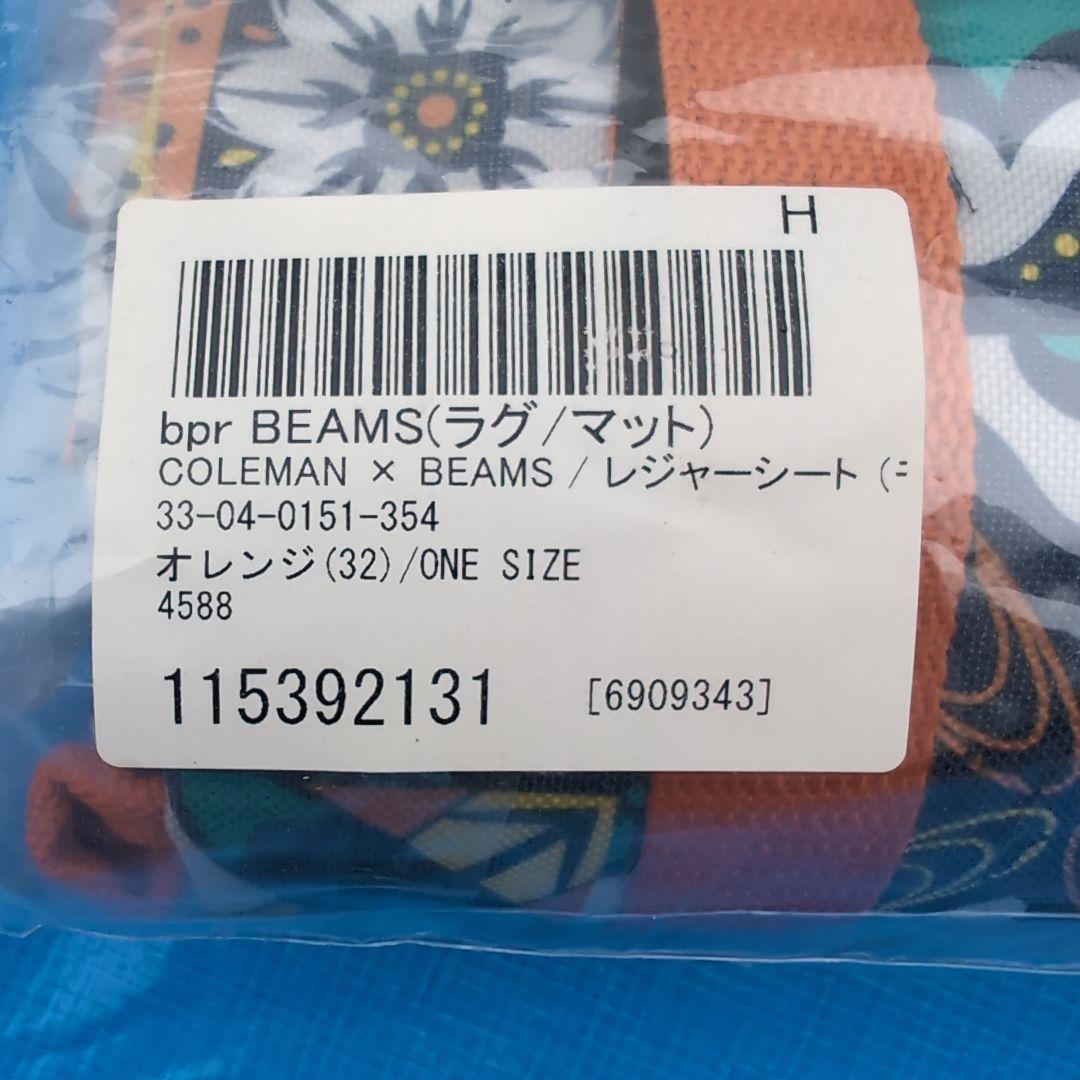 H
bpr BEAMS(ラグ/マット)
COLEMAN × BEAMS / レジャーシート (
33-04-0151-354
オレンジ(32)/ONE SIZE
4588
115392131 [6909343]